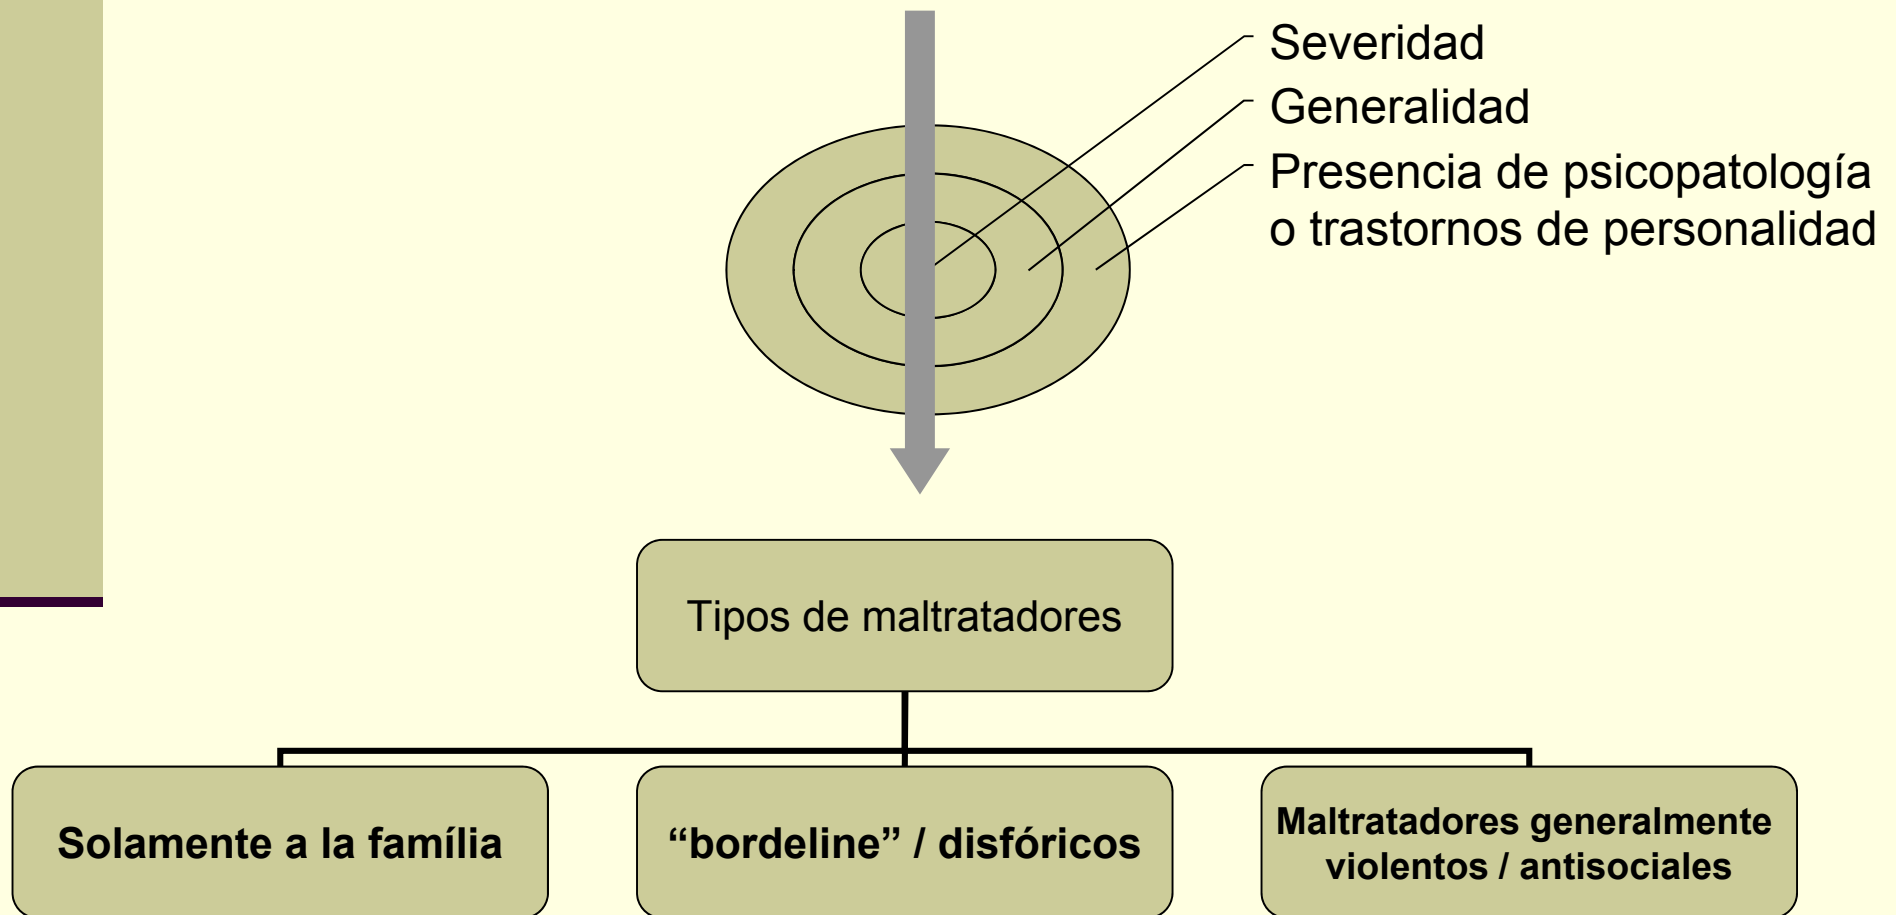 Severidad
Generalidad
Presencia de psicopatología
o trastornos de personalidad
Tipos de maltratadores
Solamente a la família
“bordeline” / disfóricos
Maltratadores generalmente
violentos / antisociales